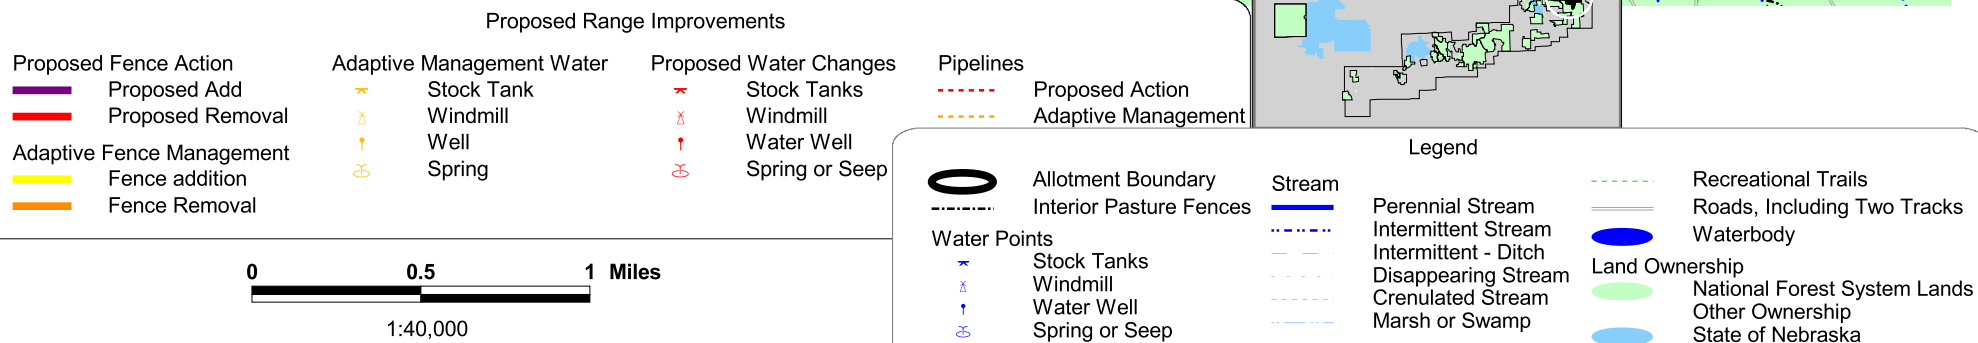 Proposed Range Improvements
Proposed Fence Action
Proposed Add
Proposed Removal
Adaptive Fence Management
Fence addition
Fence Removal
Adaptive Management Water
Stock Tank
Windmill
Well
Spring
Proposed Water Changes
Stock Tanks
Windmill
Water Well
Spring or Seep
Pipelines
Proposed Action
Adaptive Management
0 0.5 1 Miles
1:40,000
Legend
Allotment Boundary
Interior Pasture Fences
Water Points
Stock Tanks
Windmill
Water Well
Spring or Seep
Stream
Perennial Stream
Intermittent Stream
Intermittent - Ditch
Disappearing Stream
Crenulated Stream
Marsh or Swamp
Recreational Trails
Roads, Including Two Tracks
Waterbody
Land Ownership
National Forest System Lands
Other Ownership
State of Nebraska